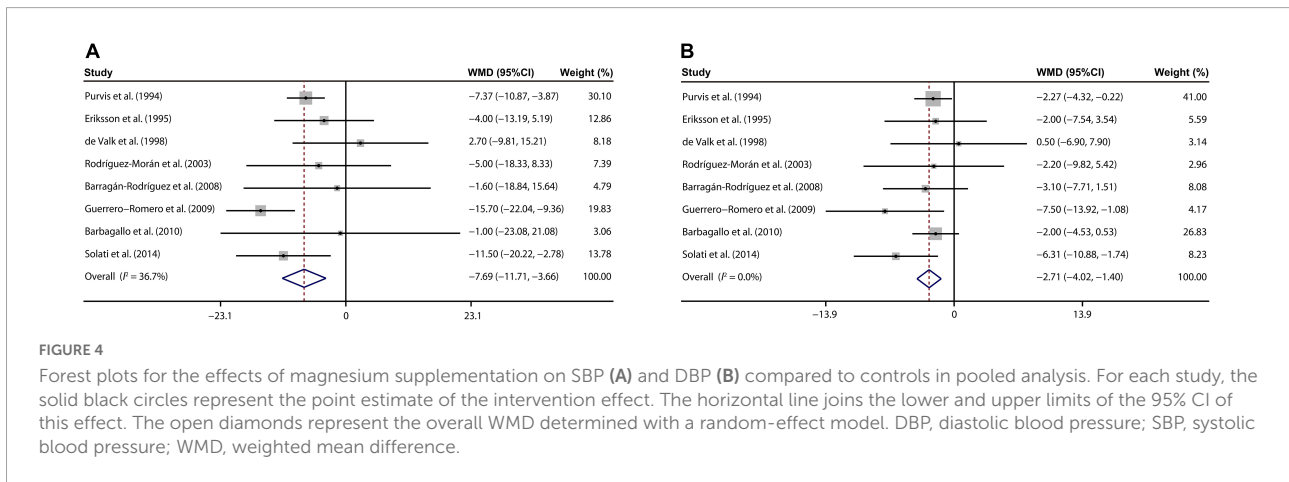 A
Study WMD (95%CI) Weight (%)
Purvis et al. (1994) −7.37 (−10.87, −3.87) 30.10
Eriksson et al. (1995) −4.00 (−13.19, 5.19) 12.86
de Valk et al. (1998) 2.70 (−9.81, 15.21) 8.18
Rodríguez-Morán et al. (2003) −5.00 (−18.33, 8.33) 7.39
Barragán-Rodríguez et al. (2008) −1.60 (−18.84, 15.64) 4.79
Guerrero−Romero et al. (2009) −15.70 (−22.04, −9.36) 19.83
Barbagallo et al. (2010) −1.00 (−23.08, 21.08) 3.06
Solati et al. (2014) −11.50 (−20.22, −2.78) 13.78
Overall (I² = 36.7%) −7.69 (−11.71, −3.66) 100.00
−23.1 0 23.1
B
Study WMD (95%CI) Weight (%)
Purvis et al. (1994) −2.27 (−4.32, −0.22) 41.00
Eriksson et al. (1995) −2.00 (−7.54, 3.54) 5.59
de Valk et al. (1998) 0.50 (−6.90, 7.90) 3.14
Rodríguez-Morán et al. (2003) −2.20 (−9.82, 5.42) 2.96
Barragán-Rodríguez et al. (2008) −3.10 (−7.71, 1.51) 8.08
Guerrero−Romero et al. (2009) −7.50 (−13.92, −1.08) 4.17
Barbagallo et al. (2010) −2.00 (−4.53, 0.53) 26.83
Solati et al. (2014) −6.31 (−10.88, −1.74) 8.23
Overall (I² = 0.0%) −2.71 (−4.02, −1.40) 100.00
−13.9 0 13.9
FIGURE 4
Forest plots for the effects of magnesium supplementation on SBP (A) and DBP (B) compared to controls in pooled analysis. For each study, the
solid black circles represent the point estimate of the intervention effect. The horizontal line joins the lower and upper limits of the 95% CI of
this effect. The open diamonds represent the overall WMD determined with a random-effect model. DBP, diastolic blood pressure; SBP, systolic
blood pressure; WMD, weighted mean difference.